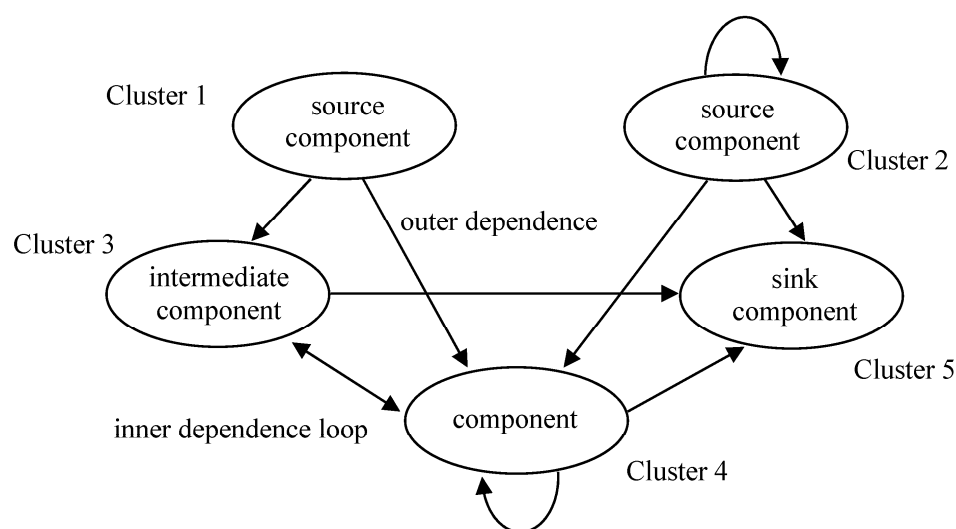 Cluster 1
source
component
source
component
Cluster 2
outer dependence
Cluster 3
intermediate
component
sink
component
Cluster 5
inner dependence loop
component
Cluster 4